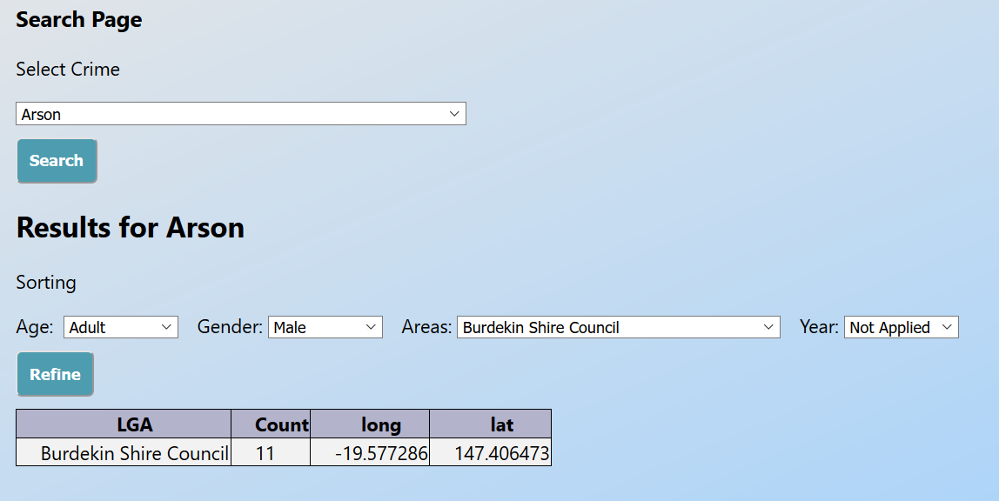 Search Page
Select Crime
Arson
Search
Results for Arson
Sorting
Age: Adult Gender: Male Areas: Burdekin Shire Council Year: Not Applied
Refine
LGA Count long lat
Burdekin Shire Council 11 -19.577286 147.406473